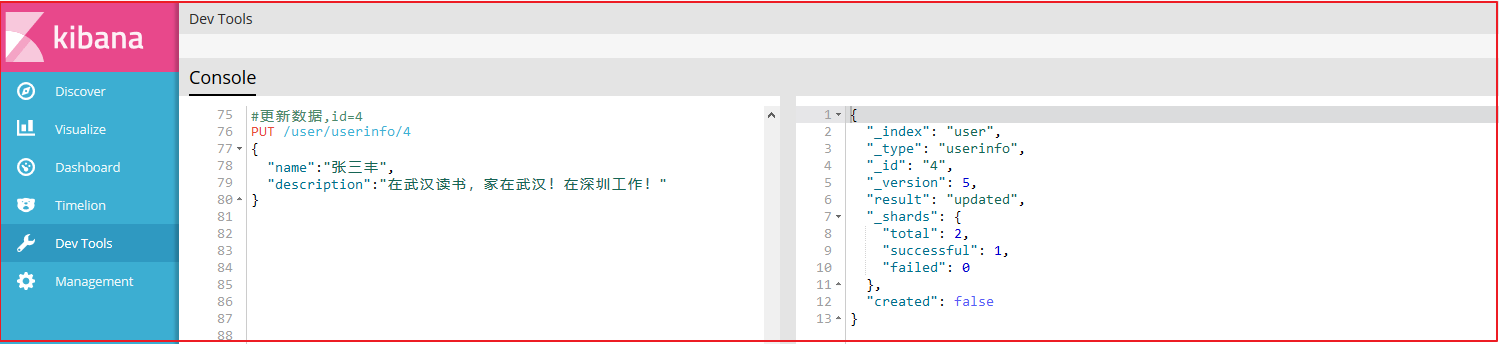 kibana
Discover
Visualize
Dashboard
Timelion
Dev Tools
Management
Dev Tools
Console
75 #更新数据,id=4
76 PUT /user/userinfo/4
77 {
78 "name":"张三丰",
79 "description":"在武汉读书，家在武汉！在深圳工作！"
80 }
81
82
83
84
85
86
87
88
1 {
2 "_index": "user",
3 "_type": "userinfo",
4 "_id": "4",
5 "_version": 5,
6 "result": "updated",
7 "_shards": {
8 "total": 2,
9 "successful": 1,
10 "failed": 0
11 },
12 "created": false
13 }